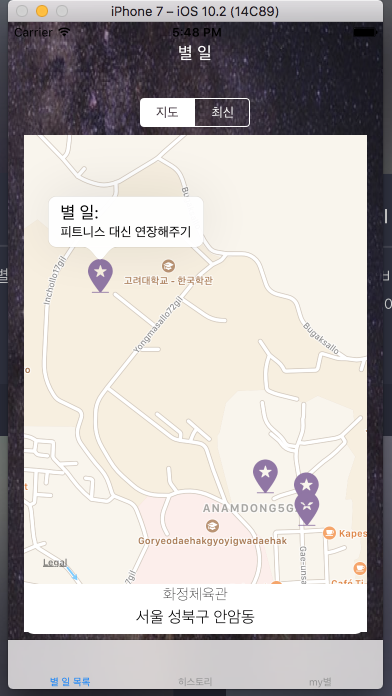 iPhone 7 – iOS 10.2 (14C89)
Carrier 5:48 PM
별 일
지도 최신
별 일:
피트니스 대신 연장해주기
고려대학교 - 한국학관
Inchollo17gil
Yongmasallo72gil
Bugaksallo
ANAMDONG5G
Goryeodaehakgyoyigwadaehak
Kapes
Gae-unsa
Café Ti
Legal
화정체육관
서울 성북구 안암동
별 일 목록 히스토리 my별